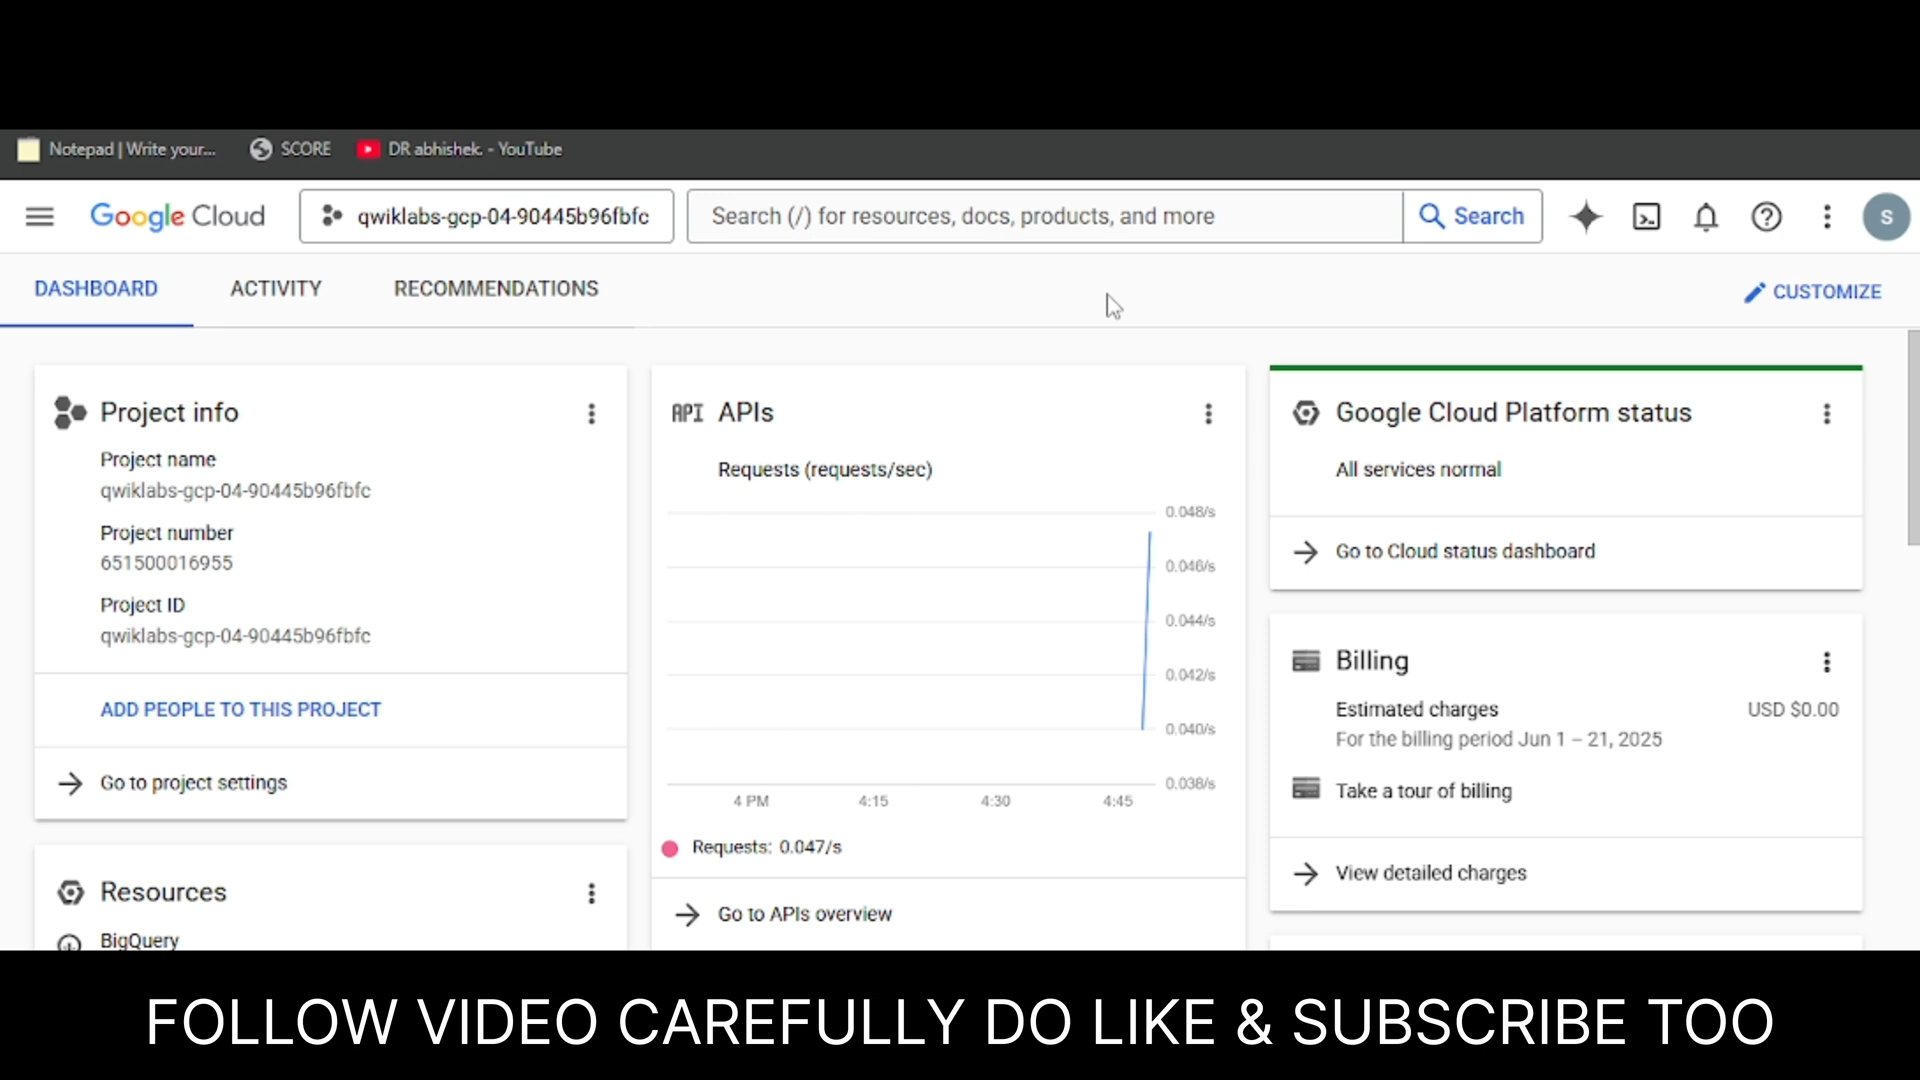 Notepad | Write your...
SCORE
DR abhishek. - YouTube
Google Cloud
qwiklabs-gcp-04-90445b96fbfc
Search (/) for resources, docs, products, and more
Search
S
DASHBOARD
ACTIVITY
RECOMMENDATIONS
CUSTOMIZE
Project info
Project name
qwiklabs-gcp-04-90445b96fbfc
Project number
651500016955
Project ID
qwiklabs-gcp-04-90445b96fbfc
ADD PEOPLE TO THIS PROJECT
Go to project settings
Resources
BigQuery
API APIs
Requests (requests/sec)
0.048/s
0.046/s
0.044/s
0.042/s
0.040/s
0.038/s
4 PM
4:15
4:30
4:45
Requests: 0.047/s
Go to APIs overview
Google Cloud Platform status
All services normal
Go to Cloud status dashboard
Billing
Estimated charges
USD $0.00
For the billing period Jun 1 – 21, 2025
Take a tour of billing
View detailed charges
FOLLOW VIDEO CAREFULLY DO LIKE & SUBSCRIBE TOO